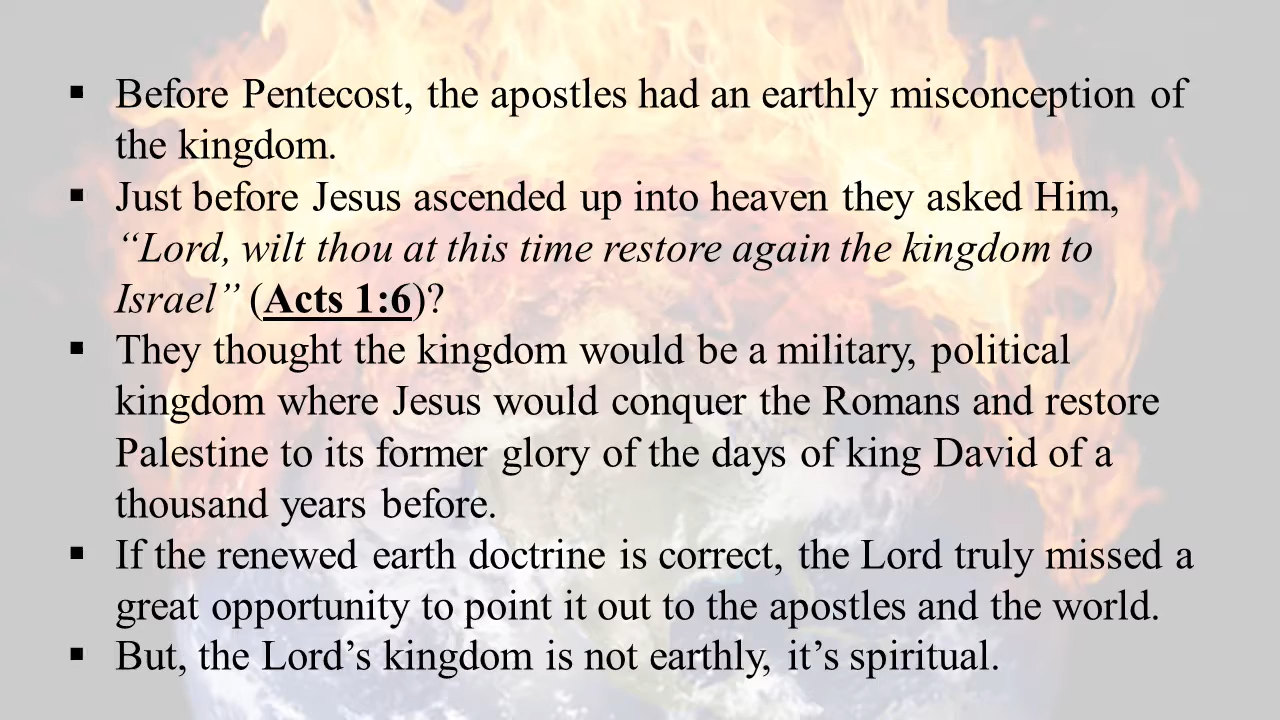 ▪ Before Pentecost, the apostles had an earthly misconception of
the kingdom.
▪ Just before Jesus ascended up into heaven they asked Him,
“Lord, wilt thou at this time restore again the kingdom to
Israel” (Acts 1:6)?
▪ They thought the kingdom would be a military, political
kingdom where Jesus would conquer the Romans and restore
Palestine to its former glory of the days of king David of a
thousand years before.
▪ If the renewed earth doctrine is correct, the Lord truly missed a
great opportunity to point it out to the apostles and the world.
▪ But, the Lord’s kingdom is not earthly, it’s spiritual.